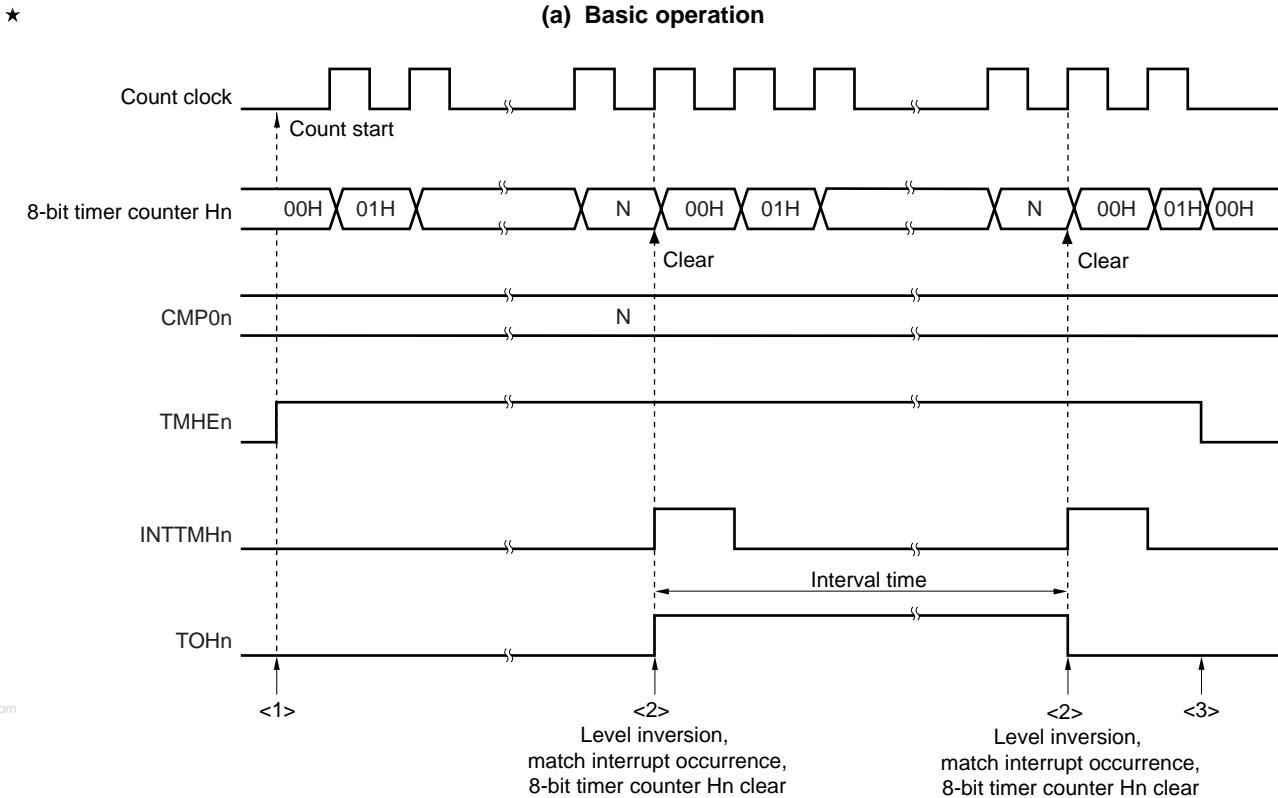 ★ (a) Basic operation
Count clock
Count start
8-bit timer counter Hn 00H 01H N 00H 01H N 00H 01H 00H
Clear Clear
CMP0n N
TMHEn
INTTMHn
Interval time
TOHn
<1> <2> <2> <3>
Level inversion,
match interrupt occurrence,
8-bit timer counter Hn clear
Level inversion,
match interrupt occurrence,
8-bit timer counter Hn clear
om